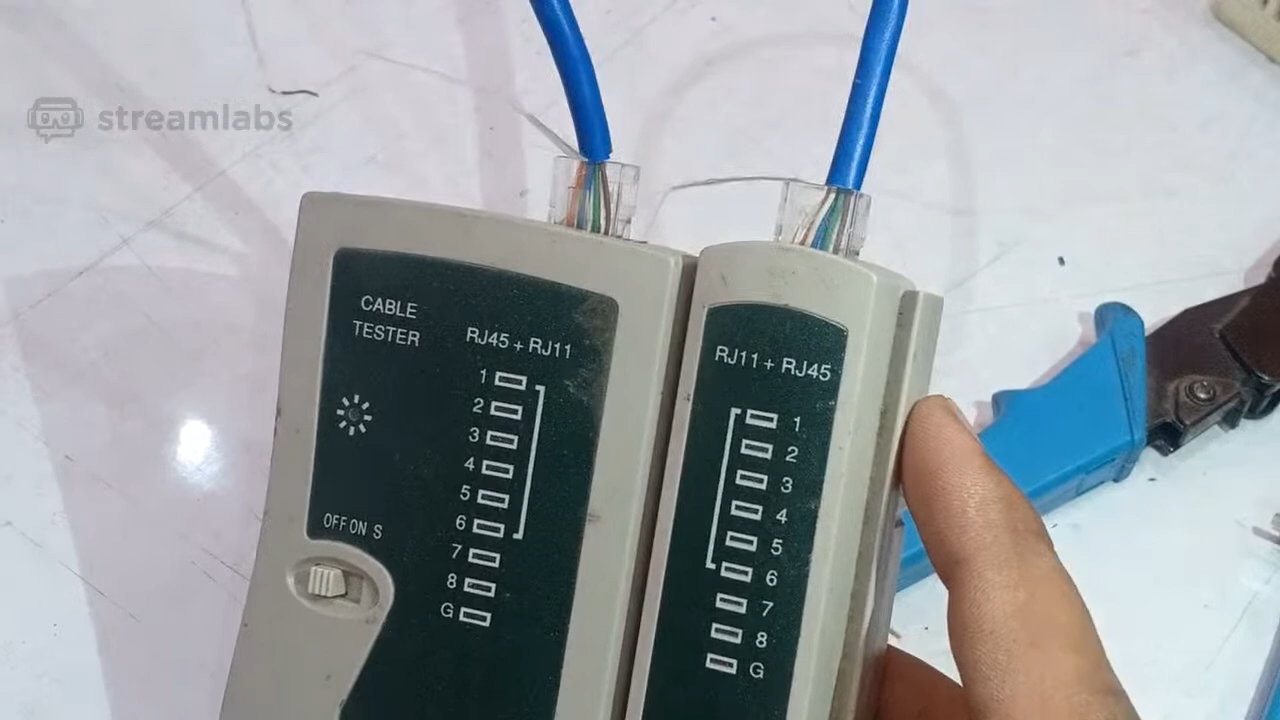 streamlabs
CABLE
TESTER
RJ45 + RJ11
1
2
3
4
5
6
7
8
G
OFF ON S
RJ11 + RJ45
1
2
3
4
5
6
7
8
G